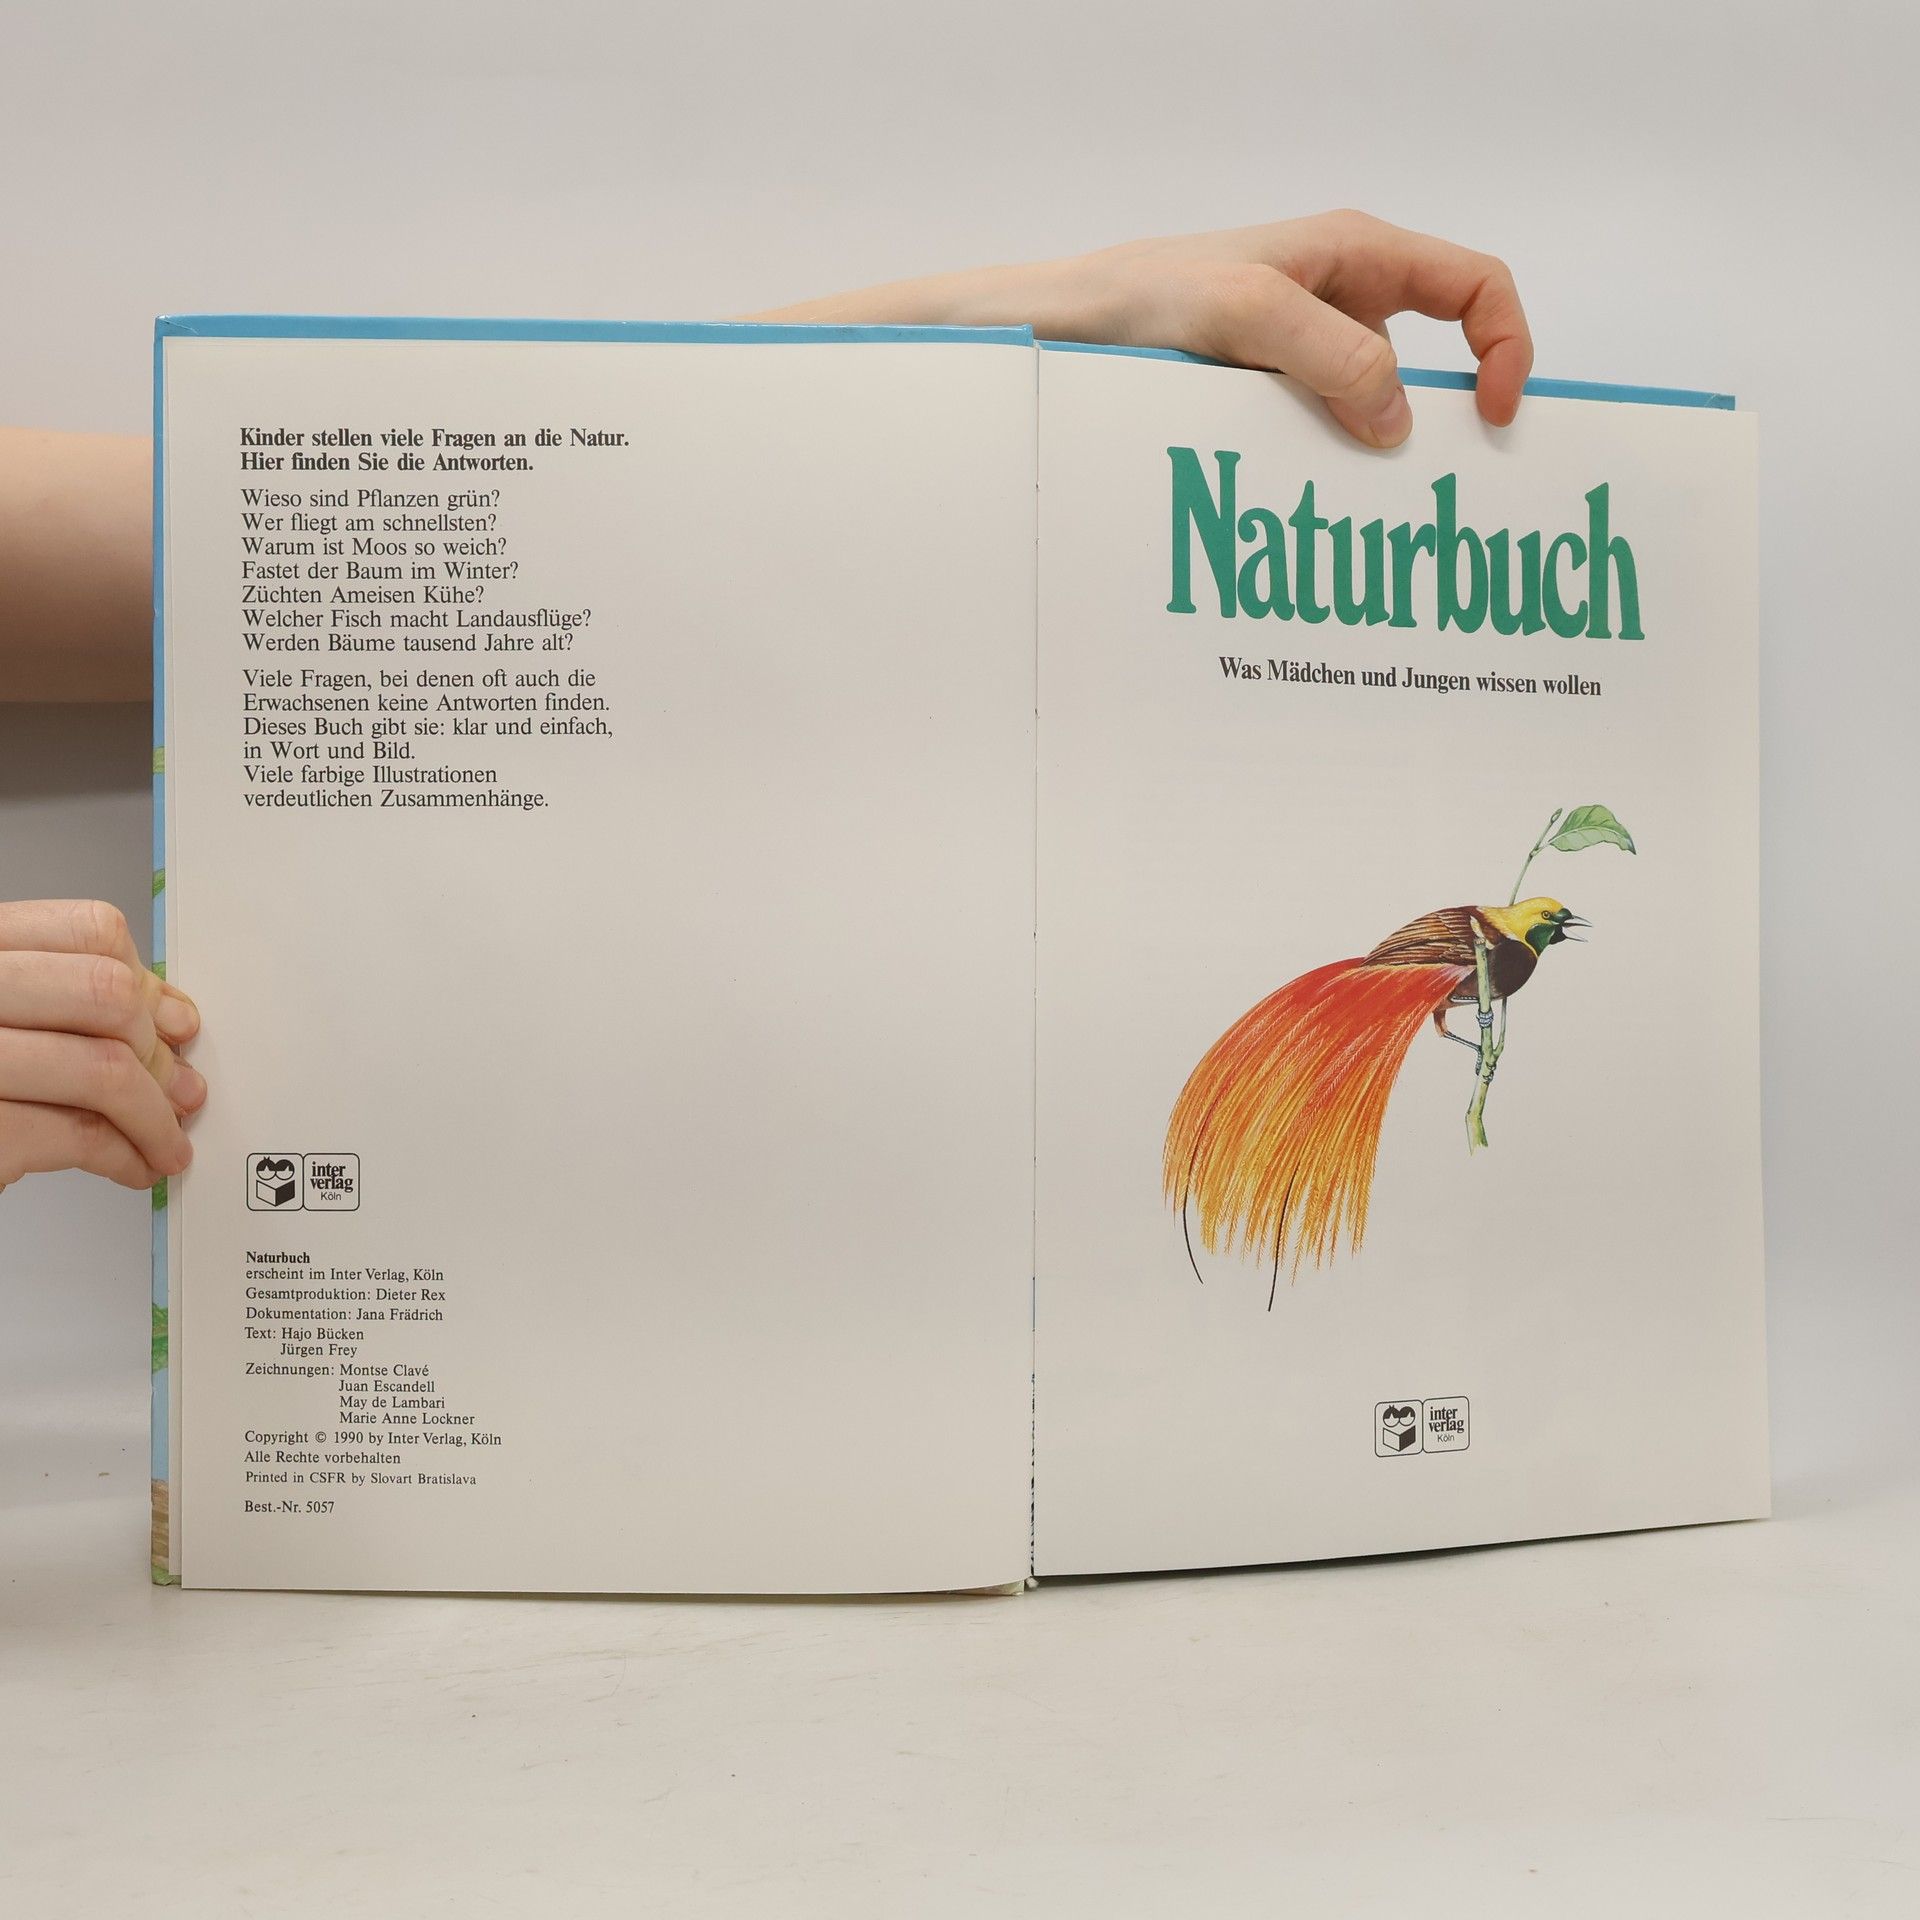 Kinder stellen viele Fragen an die Natur.
Hier finden Sie die Antworten.
Wieso sind Pflanzen grün?
Wer fliegt am schnellsten?
Warum ist Moos so weich?
Fastet der Baum im Winter?
Züchten Ameisen Kühe?
Welcher Fisch macht Landausflüge?
Werden Bäume tausend Jahre alt?
Viele Fragen, bei denen oft auch die
Erwachsenen keine Antworten finden.
Dieses Buch gibt sie: klar und einfach,
in Wort und Bild.
Viele farbige Illustrationen
verdeutlichen Zusammenhänge.
inter
verlag
Köln
Naturbuch
erscheint im Inter Verlag, Köln
Gesamtproduktion: Dieter Rex
Dokumentation: Jana Frädrich
Text: Hajo Bücken
Jürgen Frey
Zeichnungen: Montse Clavé
Juan Escandell
May de Lambari
Marie Anne Lockner
Copyright © 1990 by Inter Verlag, Köln
Alle Rechte vorbehalten
Printed in CSFR by Slovart Bratislava
Best.-Nr. 5057
Naturbuch
Was Mädchen und Jungen wissen wollen
inter
verlag
Köln